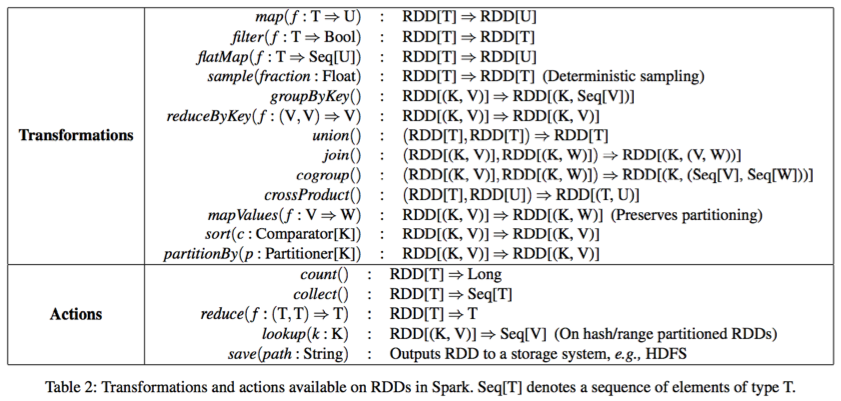 map(f : T ⇒ U) : RDD[T] ⇒ RDD[U]
filter(f : T ⇒ Bool) : RDD[T] ⇒ RDD[T]
flatMap(f : T ⇒ Seq[U]) : RDD[T] ⇒ RDD[U]
sample(fraction : Float) : RDD[T] ⇒ RDD[T] (Deterministic sampling)
groupByKey() : RDD[(K, V)] ⇒ RDD[(K, Seq[V])]
reduceByKey(f : (V, V) ⇒ V) : RDD[(K, V)] ⇒ RDD[(K, V)]
Transformations union() : (RDD[T], RDD[T]) ⇒ RDD[T]
join() : (RDD[(K, V)], RDD[(K, W)]) ⇒ RDD[(K, (V, W))]
cogroup() : (RDD[(K, V)], RDD[(K, W)]) ⇒ RDD[(K, (Seq[V], Seq[W]))]
crossProduct() : (RDD[T], RDD[U]) ⇒ RDD[(T, U)]
mapValues(f : V ⇒ W) : RDD[(K, V)] ⇒ RDD[(K, W)] (Preserves partitioning)
sort(c : Comparator[K]) : RDD[(K, V)] ⇒ RDD[(K, V)]
partitionBy(p : Partitioner[K]) : RDD[(K, V)] ⇒ RDD[(K, V)]
count() : RDD[T] ⇒ Long
collect() : RDD[T] ⇒ Seq[T]
Actions reduce(f : (T, T) ⇒ T) : RDD[T] ⇒ T
lookup(k : K) : RDD[(K, V)] ⇒ Seq[V] (On hash/range partitioned RDDs)
save(path : String) : Outputs RDD to a storage system, e.g., HDFS
Table 2: Transformations and actions available on RDDs in Spark. Seq[T] denotes a sequence of elements of type T.